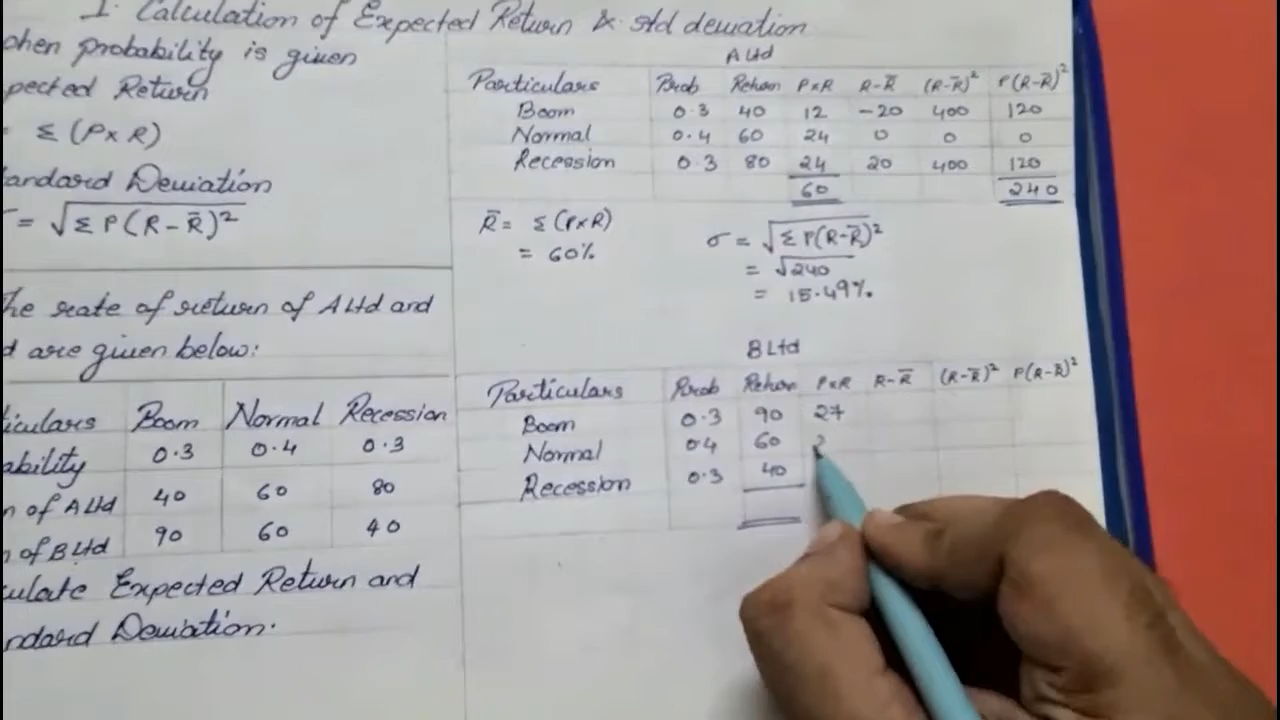 I. Calculation of Expected Return & std deviation
when probability is given
pected Return
= Σ (P×R)
andard Deviation
σ = √Σ P(R-R̄)²
he rate of return of A Ltd and
d are given below:
iculars Boom Normal Recession
ability 0.3 0.4 0.3
n of A Ltd 40 60 80
n of B Ltd 90 60 40
culate Expected Return and
ndard Deviation.
A Ltd
Particulars Prob Return P×R R-R̄ (R-R̄)² P(R-R̄)²
Boom 0.3 40 12 -20 400 120
Normal 0.4 60 24 0 0 0
Recession 0.3 80 24 20 400 120
60 240
R̄ = Σ (P×R)
= 60%
σ = √Σ P(R-R̄)²
= √240
= 15.49%
B Ltd
Particulars Prob Return P×R R-R̄ (R-R̄)² P(R-R̄)²
Boom 0.3 90 27
Normal 0.4 60
Recession 0.3 40